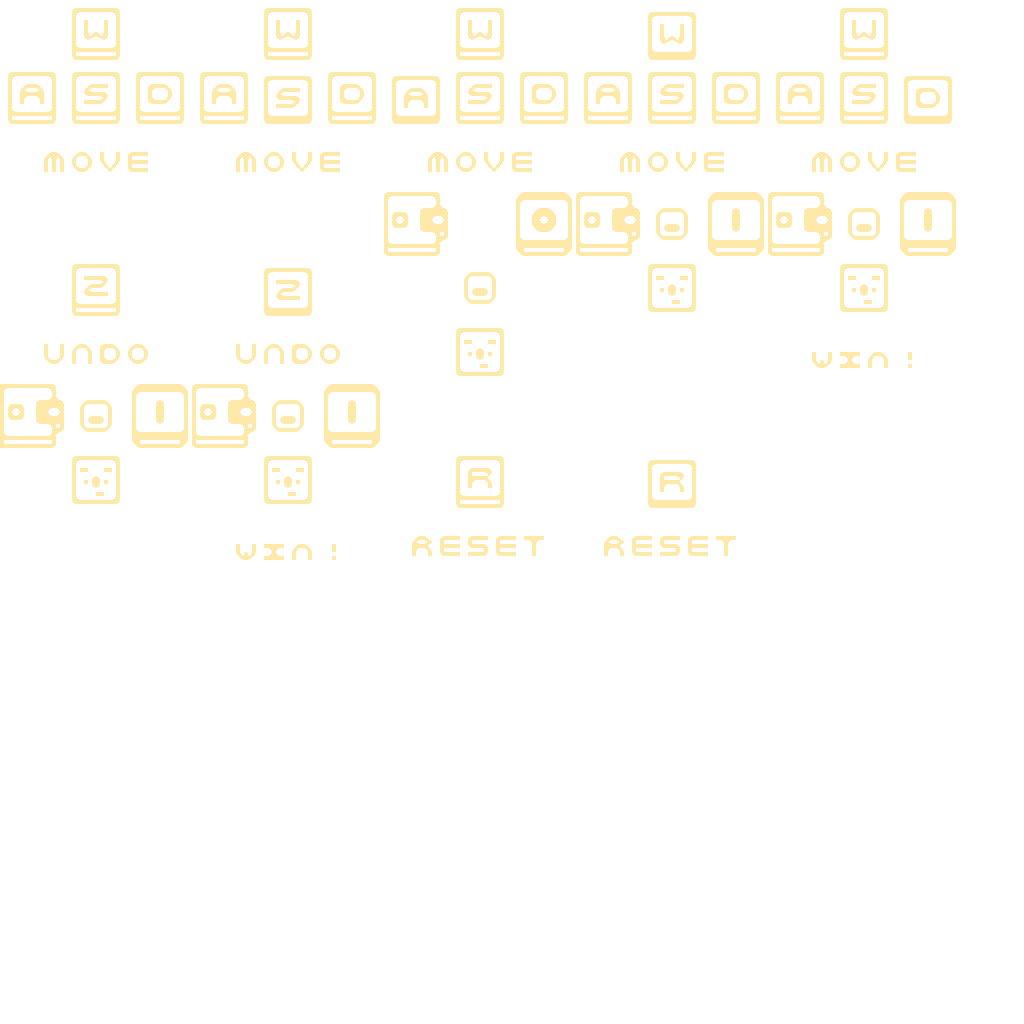 W W W W W
A S D A S D A S D A S D A S D
MOVE MOVE MOVE MOVE MOVE
Z Z
UNDO UNDO
WIN!
R R
WIN! RESET RESET